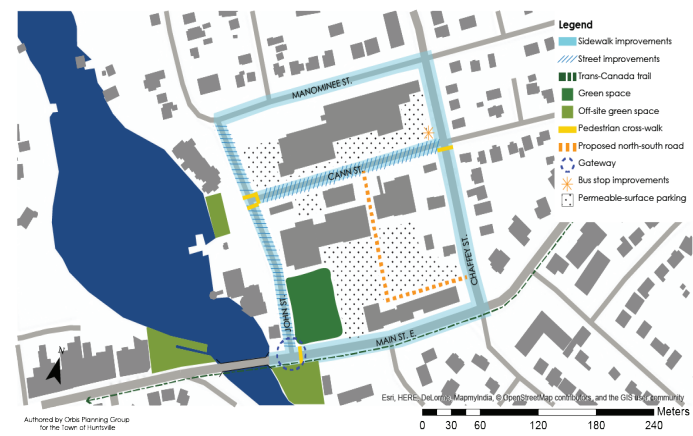 Legend
Sidewalk improvements
Street improvements
Trans-Canada trail
Green space
Off-site green space
Pedestrian cross-walk
Proposed north-south road
Gateway
Bus stop improvements
Permeable-surface parking
MANOMINEE ST.
CANN ST.
CHAFFEY ST.
JOHN ST.
MAIN ST. E.
N
Esri, HERE, DeLorme, MapmyIndia, © OpenStreetMap contributors, and the GIS user community
Meters
0 30 60 120 180 240
Authored by Orbis Planning Group
for the Town of Huntsville